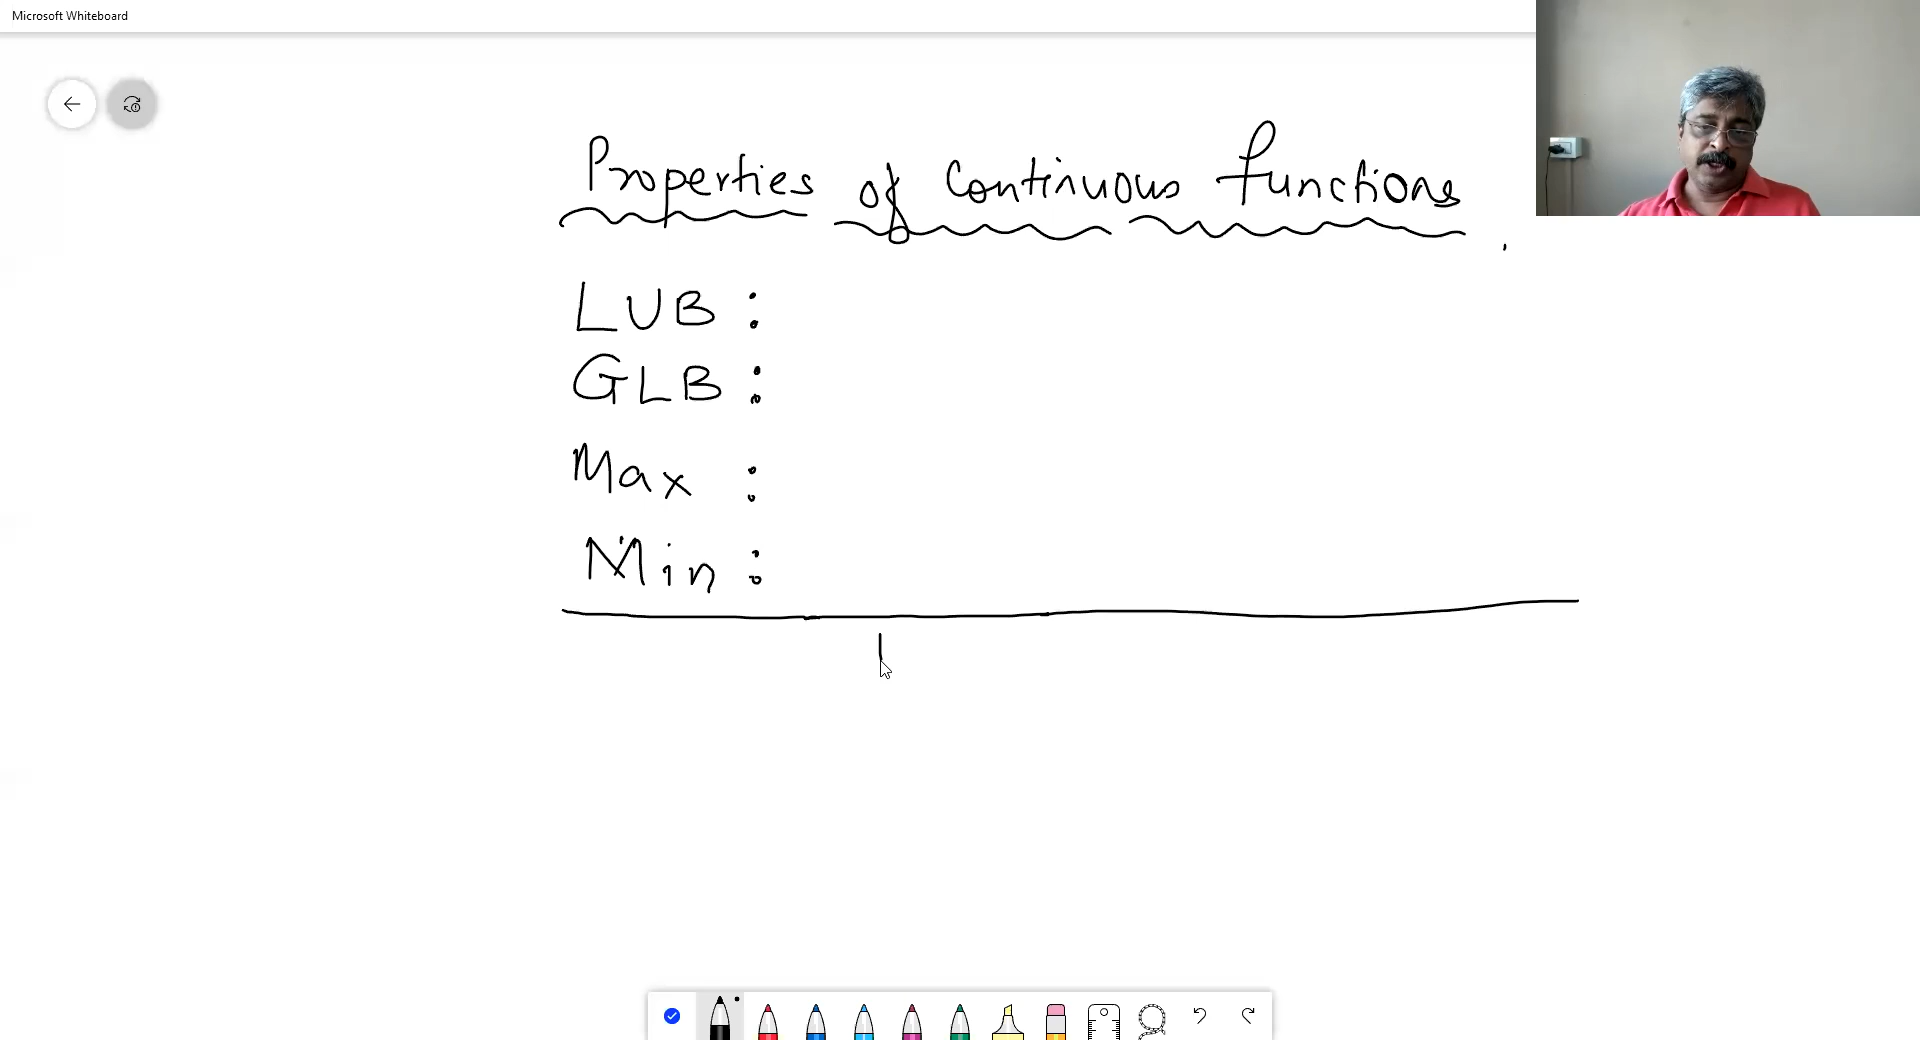 Microsoft Whiteboard
Properties of Continuous functions
LUB :
GLB :
Max :
Min :